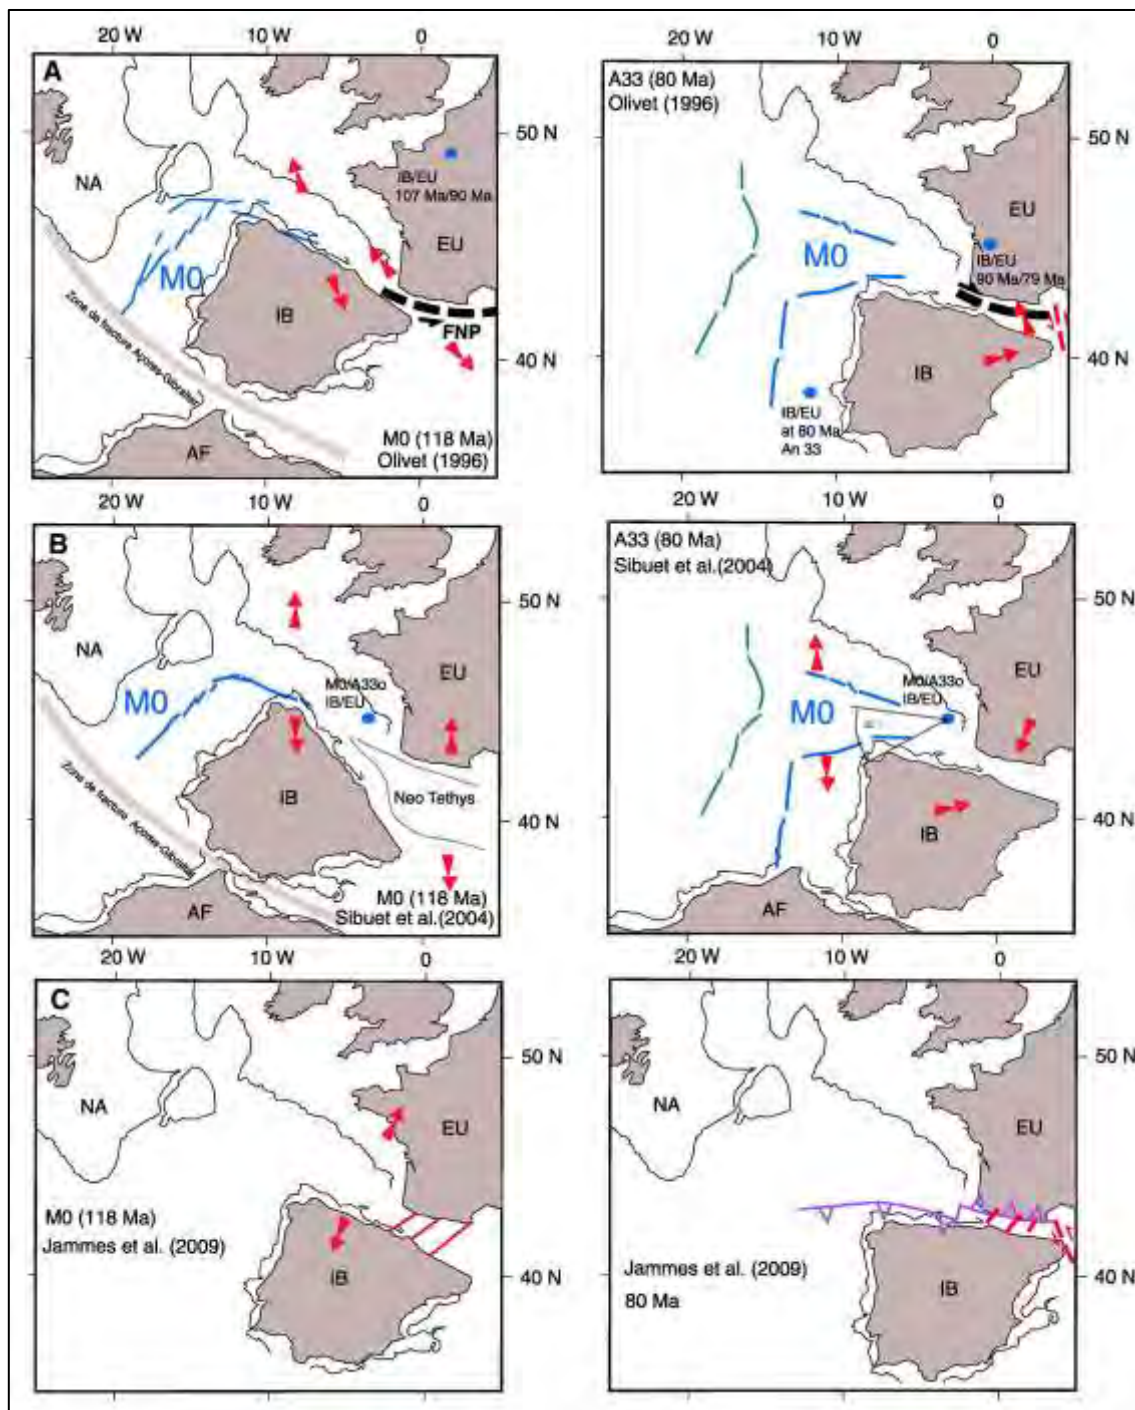 20 W 10 W 0
A
50 N
NA
IB/EU
107 Ma/90 Ma
EU
M0
Zone de fracture Açores-Gibraltar
IB
FNP
40 N
AF
M0 (118 Ma)
Olivet (1996)
20 W 10 W 0
A33 (80 Ma)
Olivet (1996)
50 N
EU
M0
IB/EU
90 Ma/79 Ma
IB
40 N
IB/EU
at 80 Ma
An 33
20 W 10 W 0
B
50 N
NA
EU
M0
M0/A33o
IB/EU
Zone de fracture Açores-Gibraltar
IB
Neo Tethys
40 N
AF
M0 (118 Ma)
Sibuet et al.(2004)
A33 (80 Ma)
Sibuet et al.(2004)
20 W 10 W 0
50 N
EU
M0/A33o
IB/EU
M0
IB
40 N
AF
20 W 10 W 0
C
50 N
NA
EU
M0 (118 Ma)
Jammes et al. (2009)
IB
40 N
20 W 10 W 0
50 N
NA
EU
Jammes et al. (2009)
80 Ma
IB
40 N